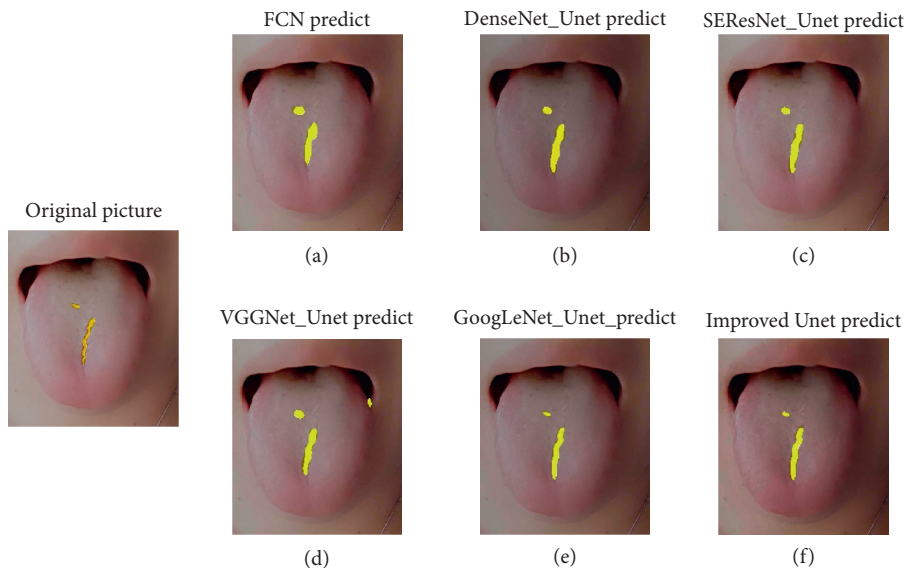 FCN predict
DenseNet_Unet predict
SEResNet_Unet predict
(a)
(b)
(c)
Original picture
VGGNet_Unet predict
GoogLeNet_Unet_predict
Improved Unet predict
(d)
(e)
(f)